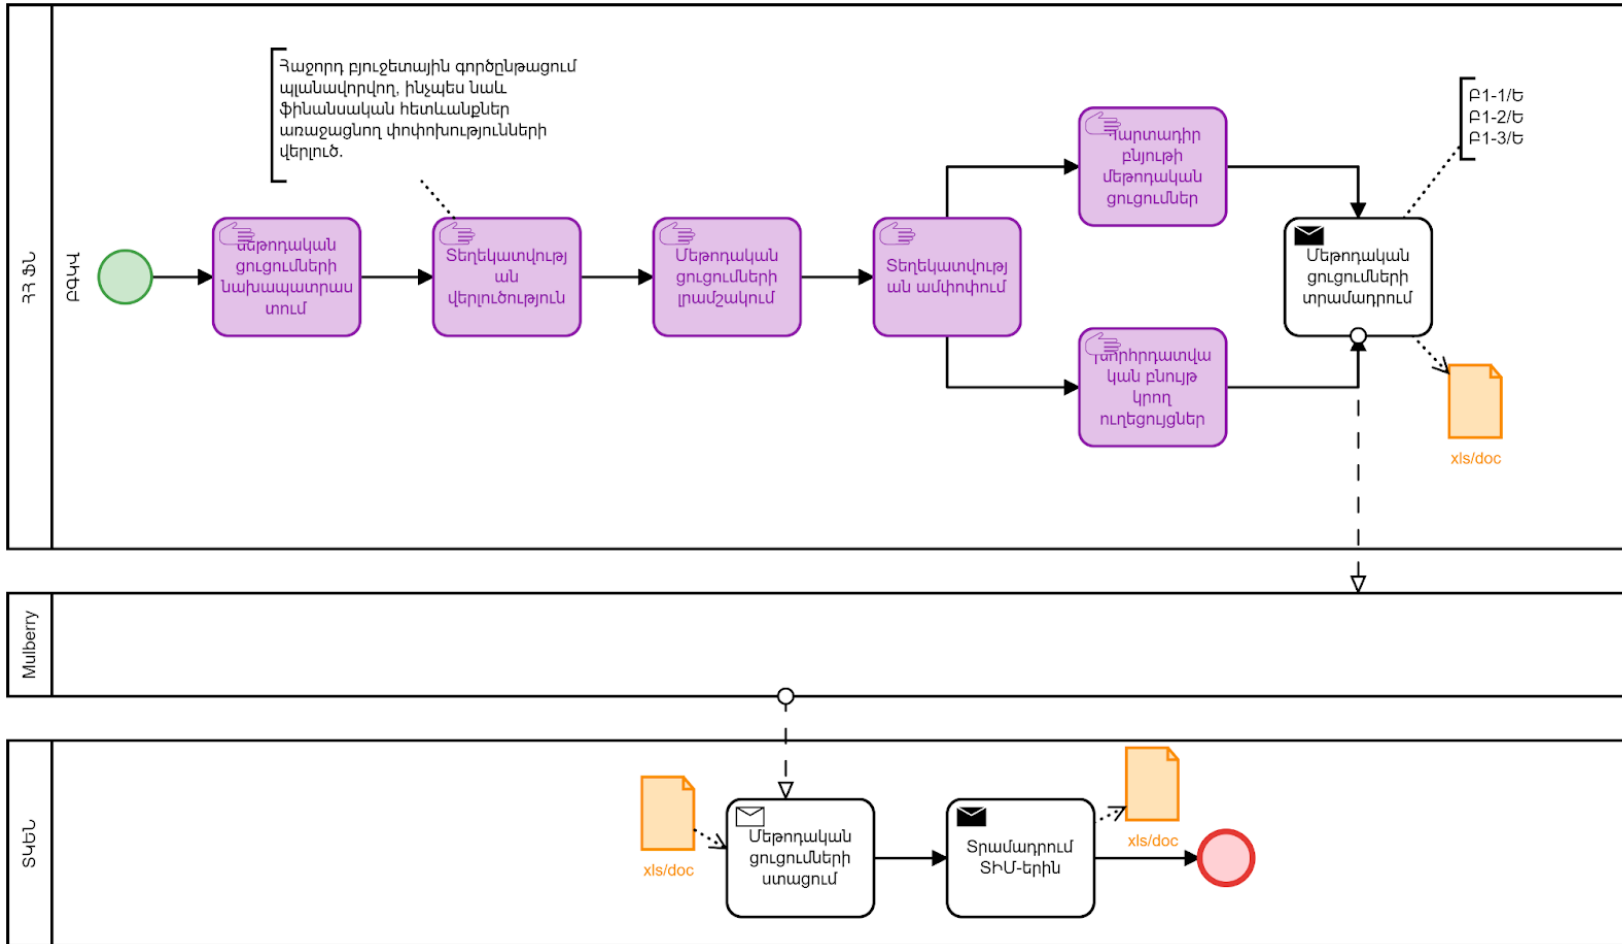 ՀՀ ՖՆ
ԲԳԿՎ
Հաջորդ բյուջետային գործընթացում
պլանավորվող, ինչպես նաև
ֆինանսական հետևանքներ
առաջացնող փոփոխությունների
վերլուծ.
Մեթոդական
ցուցումների
նախապատրաս
տում
Տեղեկատվությ
ան
վերլուծություն
Մեթոդական
ցուցումների
լրամշակում
Տեղեկատվությ
ան ամփոփում
Պարտադիր
բնյութի
մեթոդական
ցուցումներ
Խորհրդատվա
կան բնույթ
կրող
ուղեցույցներ
Մեթոդական
ցուցումների
տրամադրում
Բ1-1/Ե
Բ1-2/Ե
Բ1-3/Ե
xls/doc
Mulberry
ՏԿԵՆ
xls/doc
Մեթոդական
ցուցումների
ստացում
Տրամադրում
ՏԻՄ-երին
xls/doc